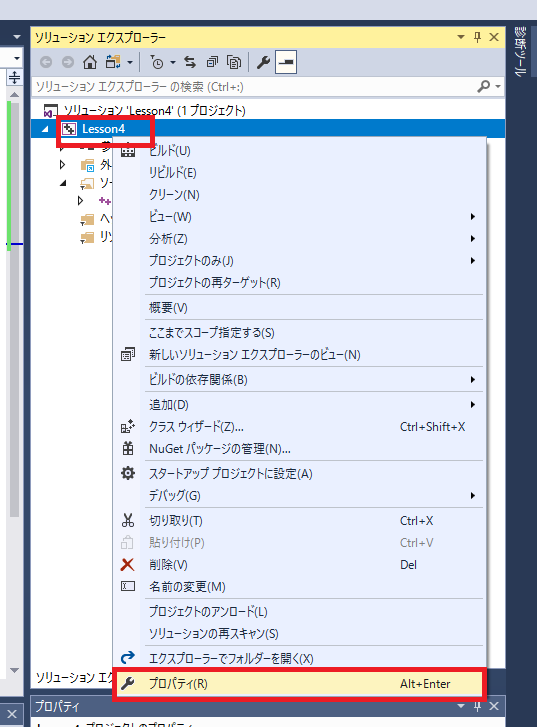 ソリューション エクスプローラー
ソリューション エクスプローラー の検索 (Ctrl+:)
ソリューション 'Lesson4' (1 プロジェクト)
Lesson4
外
ソー
ヘッ
リソ
ビルド(U)
リビルド(E)
クリーン(N)
ビュー(W)
分析(Z)
プロジェクトのみ(J)
プロジェクトの再ターゲット(R)
概要(V)
ここまでスコープ指定する(S)
新しいソリューション エクスプローラーのビュー(N)
ビルドの依存関係(B)
追加(D)
クラス ウィザード(Z)... Ctrl+Shift+X
NuGet パッケージの管理(N)...
スタートアップ プロジェクトに設定(A)
デバッグ(G)
切り取り(T) Ctrl+X
貼り付け(P) Ctrl+V
削除(V) Del
名前の変更(M)
プロジェクトのアンロード(L)
ソリューションの再スキャン(S)
エクスプローラーでフォルダーを開く(X)
プロパティ(R) Alt+Enter
ソリューション エク
プロパティ
診断ツール